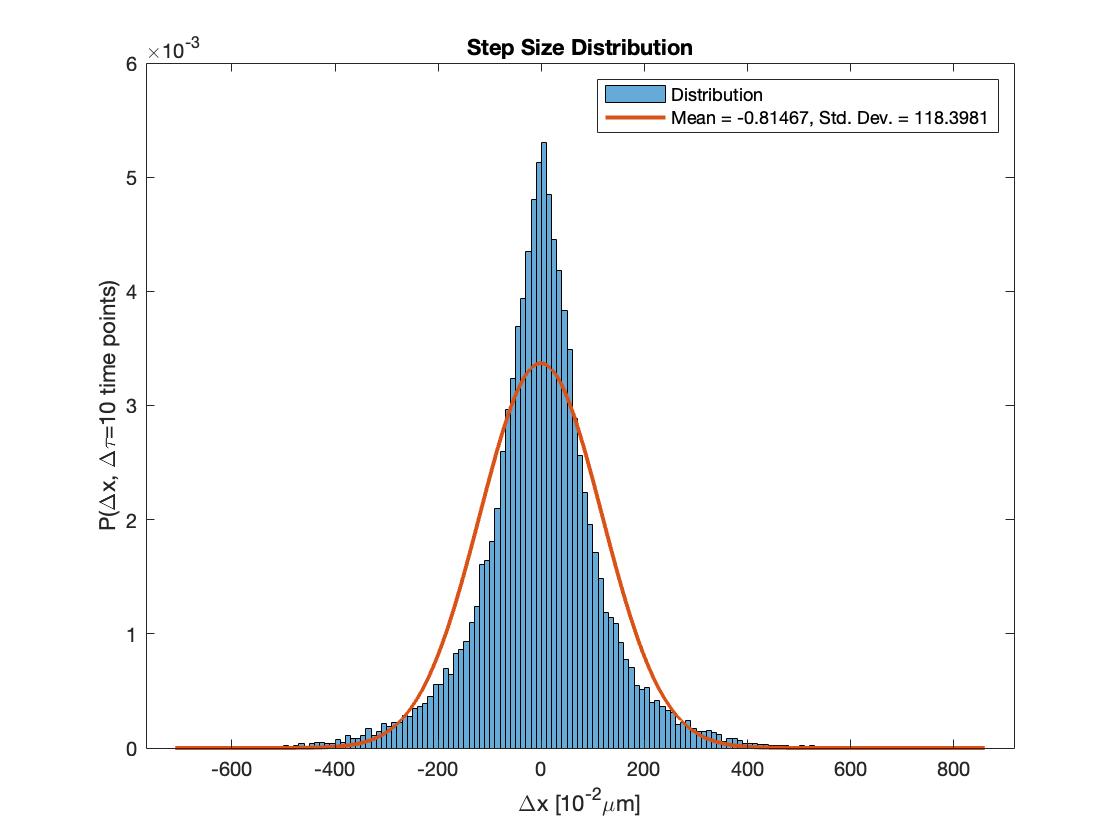 Step Size Distribution
×10⁻³
Distribution
Mean = -0.81467, Std. Dev. = 118.3981
6
5
4
3
2
1
0
P(Δx, Δτ=10 time points)
-600 -400 -200 0 200 400 600 800
Δx [10⁻²μm]